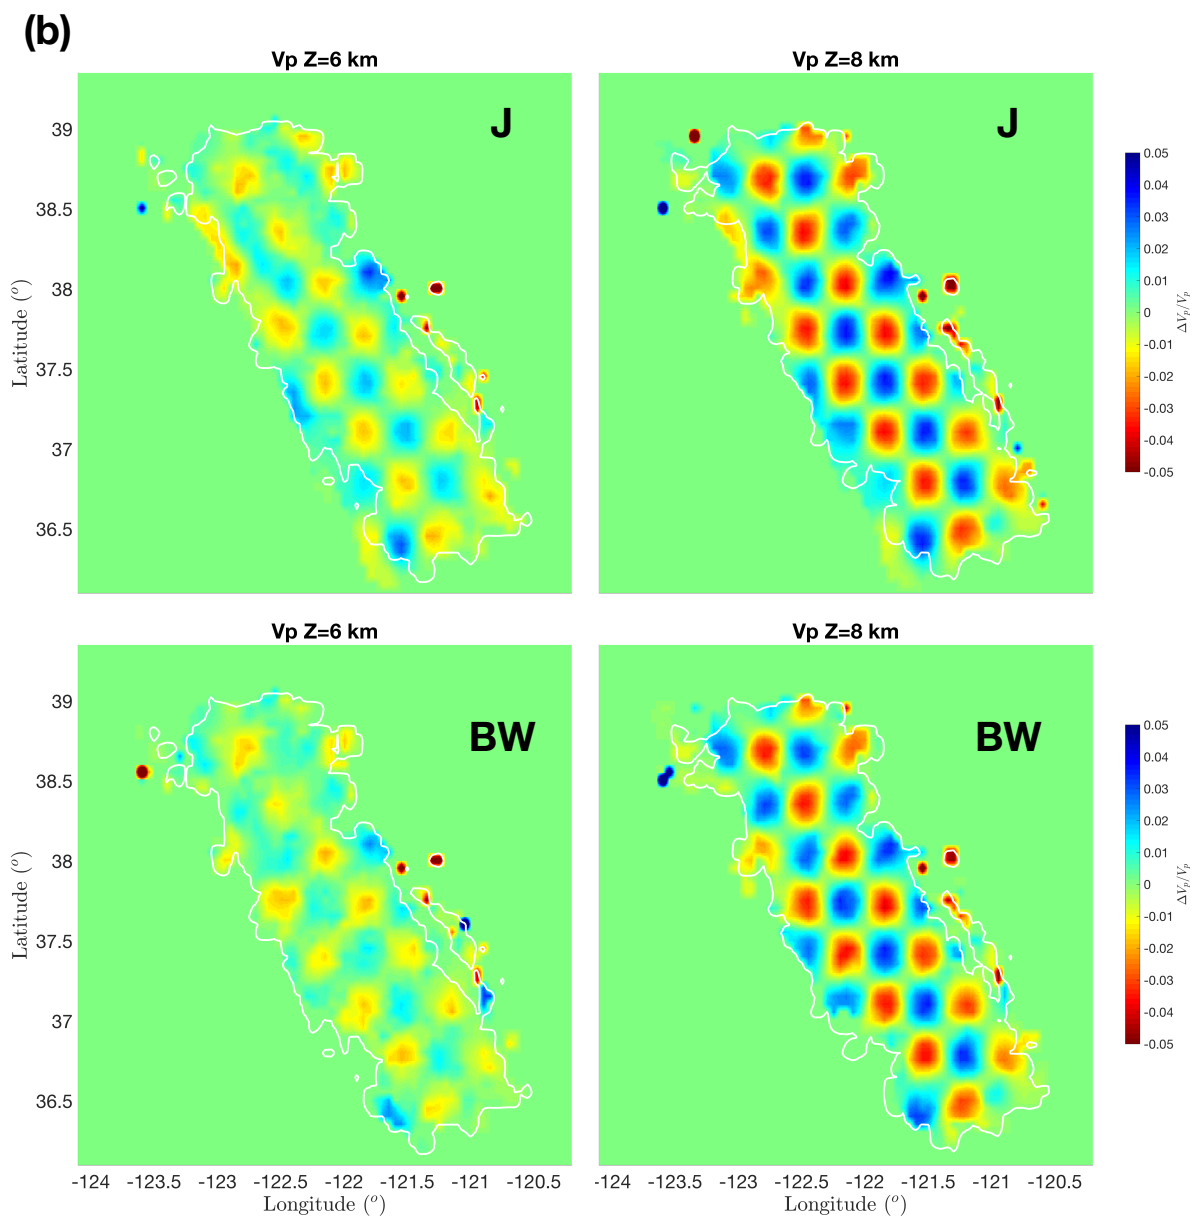 (b)
Vp Z=6 km
Vp Z=8 km
J
J
39
38.5
38
37.5
37
36.5
Latitude (°)
0.05
0.04
0.03
0.02
0.01
0
-0.01
-0.02
-0.03
-0.04
-0.05
ΔVp/Vp
Vp Z=6 km
Vp Z=8 km
BW
BW
39
38.5
38
37.5
37
36.5
Latitude (°)
0.05
0.04
0.03
0.02
0.01
0
-0.01
-0.02
-0.03
-0.04
-0.05
ΔVp/Vp
-124 -123.5 -123 -122.5 -122 -121.5 -121 -120.5
-124 -123.5 -123 -122.5 -122 -121.5 -121 -120.5
Longitude (°)
Longitude (°)